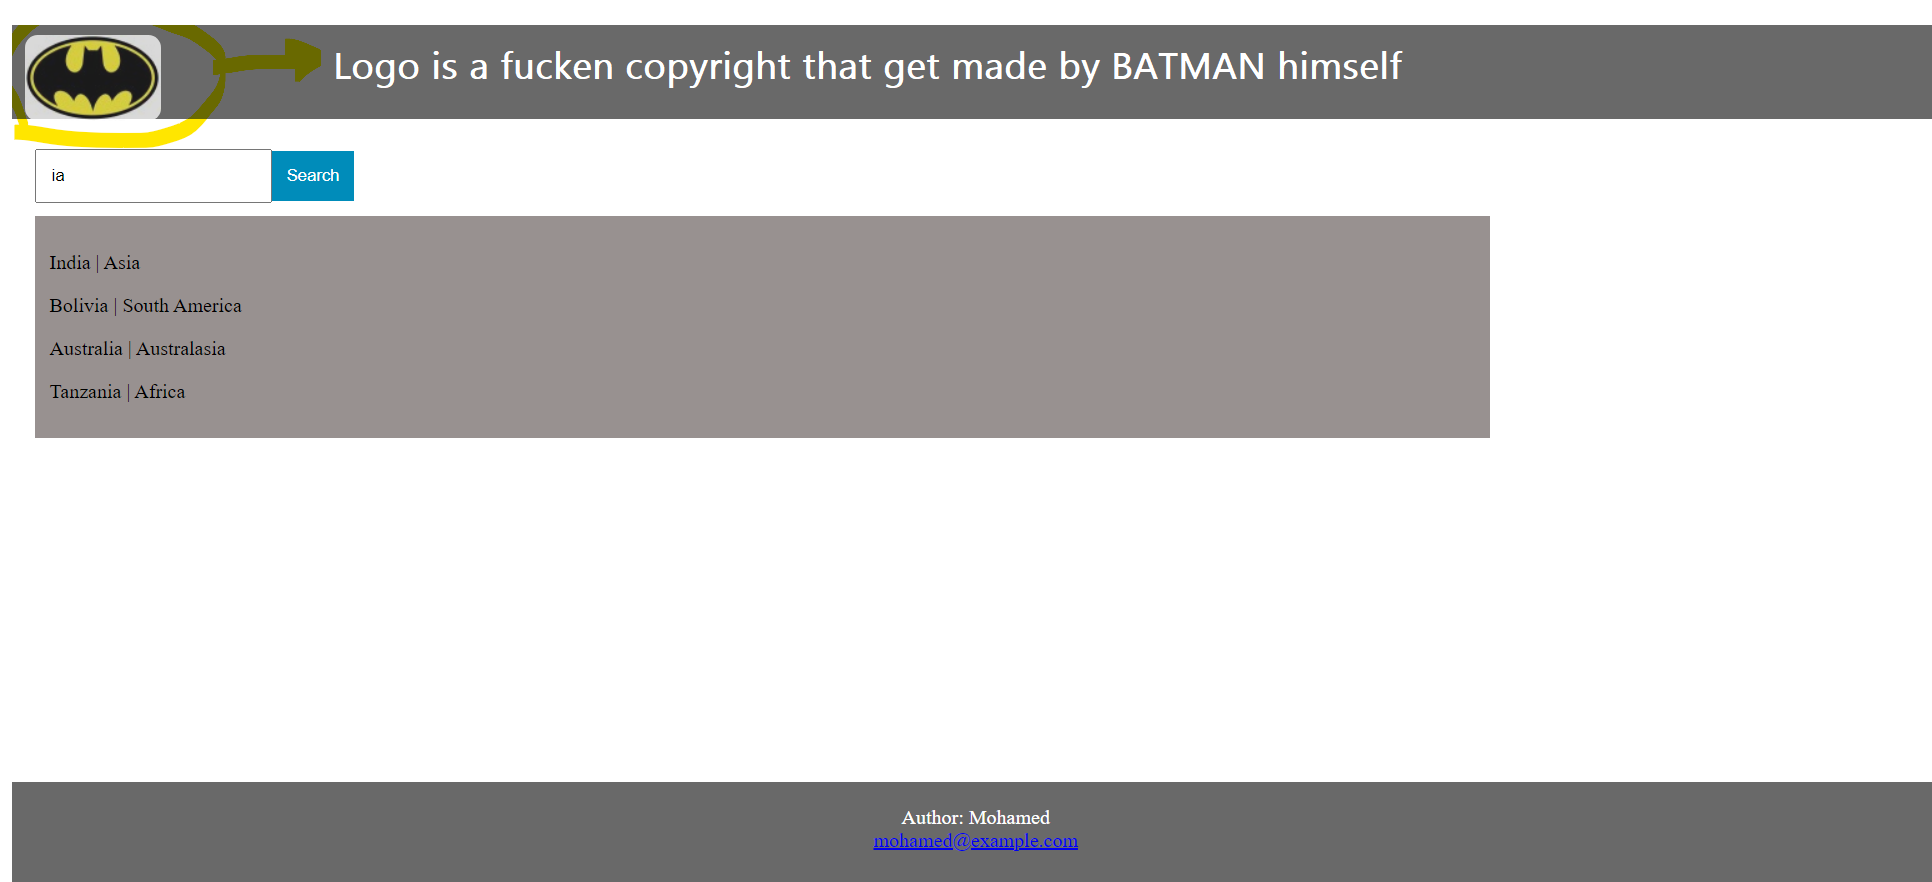 Logo is a fucken copyright that get made by BATMAN himself
ia
Search
India | Asia
Bolivia | South America
Australia | Australasia
Tanzania | Africa
Author: Mohamed
mohamed@example.com